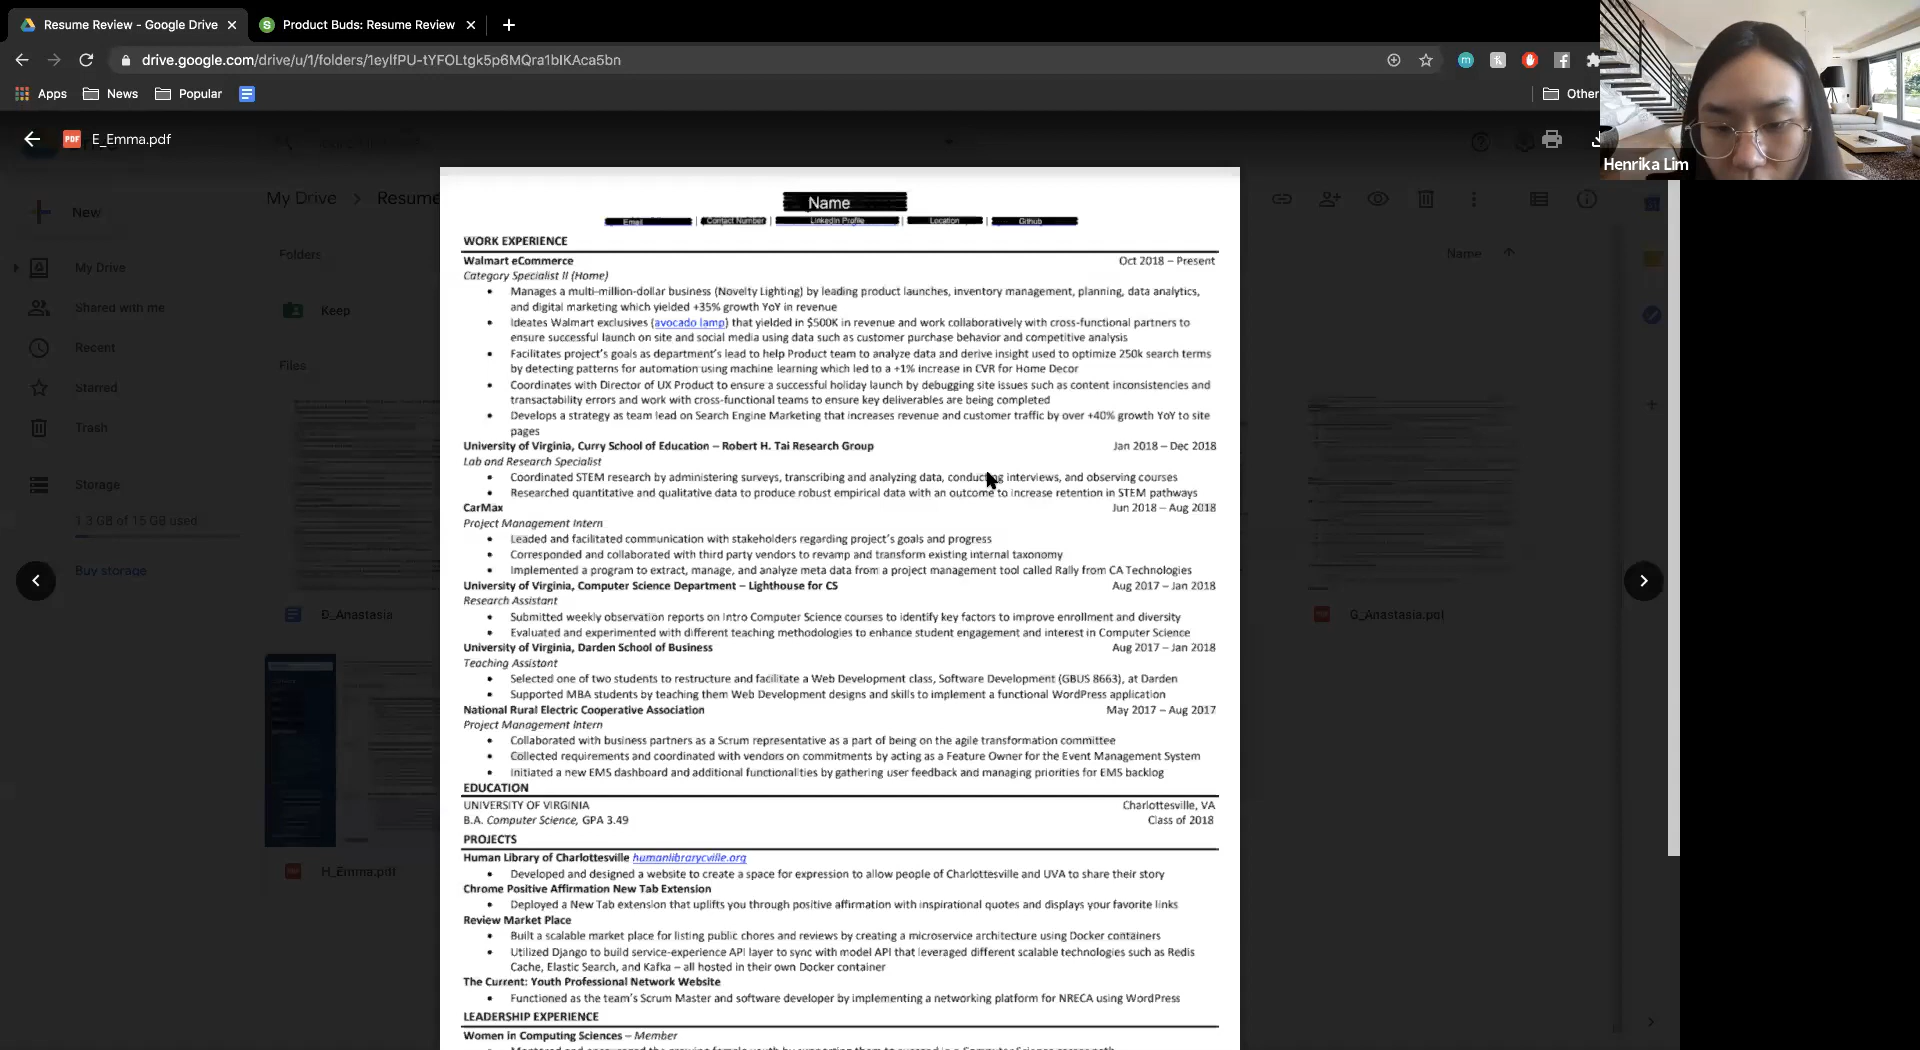 Resume Review - Google Drive
Product Buds: Resume Review
drive.google.com/drive/u/1/folders/1eylfPU-tYFOLtgk5p6MQra1bIKAca5bn
Apps
News
Popular
Other
E_Emma.pdf
Henrika Lim
My Drive > Resume
New
Folders
Name
My Drive
Shared with me
Keep
Recent
Files
Starred
Trash
Storage
1.3 GB of 15 GB used
Buy storage
D_Anastasia
G_Anastasia.pdf
H_Emma.pdf
Name
Email | Contact Number | LinkedIn Profile | Location | Github
WORK EXPERIENCE
Walmart eCommerce Oct 2018 – Present
Category Specialist II (Home)
• Manages a multi-million-dollar business (Novelty Lighting) by leading product launches, inventory management, planning, data analytics,
and digital marketing which yielded +35% growth YoY in revenue
• Ideates Walmart exclusives (avocado lamp) that yielded in $500K in revenue and work collaboratively with cross-functional partners to
ensure successful launch on site and social media using data such as customer purchase behavior and competitive analysis
• Facilitates project's goals as department's lead to help Product team to analyze data and derive insight used to optimize 250k search terms
by detecting patterns for automation using machine learning which led to a +1% increase in CVR for Home Decor
• Coordinates with Director of UX Product to ensure a successful holiday launch by debugging site issues such as content inconsistencies and
transactability errors and work with cross-functional teams to ensure key deliverables are being completed
• Develops a strategy as team lead on Search Engine Marketing that increases revenue and customer traffic by over +40% growth YoY to site
pages
University of Virginia, Curry School of Education – Robert H. Tai Research Group Jan 2018 – Dec 2018
Lab and Research Specialist
• Coordinated STEM research by administering surveys, transcribing and analyzing data, conducting interviews, and observing courses
• Researched quantitative and qualitative data to produce robust empirical data with an outcome to increase retention in STEM pathways
CarMax Jun 2018 – Aug 2018
Project Management Intern
• Leaded and facilitated communication with stakeholders regarding project's goals and progress
• Corresponded and collaborated with third party vendors to revamp and transform existing internal taxonomy
• Implemented a program to extract, manage, and analyze meta data from a project management tool called Rally from CA Technologies
University of Virginia, Computer Science Department – Lighthouse for CS Aug 2017 – Jan 2018
Research Assistant
• Submitted weekly observation reports on Intro Computer Science courses to identify key factors to improve enrollment and diversity
• Evaluated and experimented with different teaching methodologies to enhance student engagement and interest in Computer Science
University of Virginia, Darden School of Business Aug 2017 – Jan 2018
Teaching Assistant
• Selected one of two students to restructure and facilitate a Web Development class, Software Development (GBUS 8663), at Darden
• Supported MBA students by teaching them Web Development designs and skills to implement a functional WordPress application
National Rural Electric Cooperative Association May 2017 – Aug 2017
Project Management Intern
• Collaborated with business partners as a Scrum representative as a part of being on the agile transformation committee
• Collected requirements and coordinated with vendors on commitments by acting as a Feature Owner for the Event Management System
• Initiated a new EMS dashboard and additional functionalities by gathering user feedback and managing priorities for EMS backlog
EDUCATION
UNIVERSITY OF VIRGINIA Charlottesville, VA
B.A. Computer Science, GPA 3.49 Class of 2018
PROJECTS
Human Library of Charlottesville humanlibrarycville.org
• Developed and designed a website to create a space for expression to allow people of Charlottesville and UVA to share their story
Chrome Positive Affirmation New Tab Extension
• Deployed a New Tab extension that uplifts you through positive affirmation with inspirational quotes and displays your favorite links
Review Market Place
• Built a scalable market place for listing public chores and reviews by creating a microservice architecture using Docker containers
• Utilized Django to build service-experience API layer to sync with model API that leveraged different scalable technologies such as Redis
Cache, Elastic Search, and Kafka – all hosted in their own Docker container
The Current: Youth Professional Network Website
• Functioned as the team's Scrum Master and software developer by implementing a networking platform for NRECA using WordPress
LEADERSHIP EXPERIENCE
Women in Computing Sciences – Member